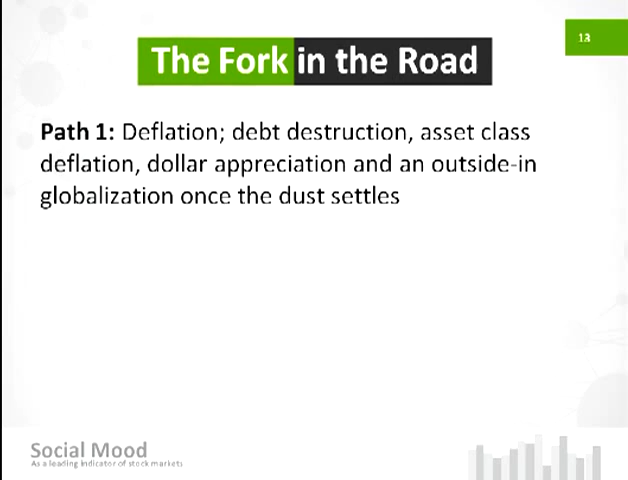 13
The Fork in the Road
Path 1: Deflation; debt destruction, asset class
deflation, dollar appreciation and an outside-in
globalization once the dust settles
Social Mood
As a leading indicator of stock markets